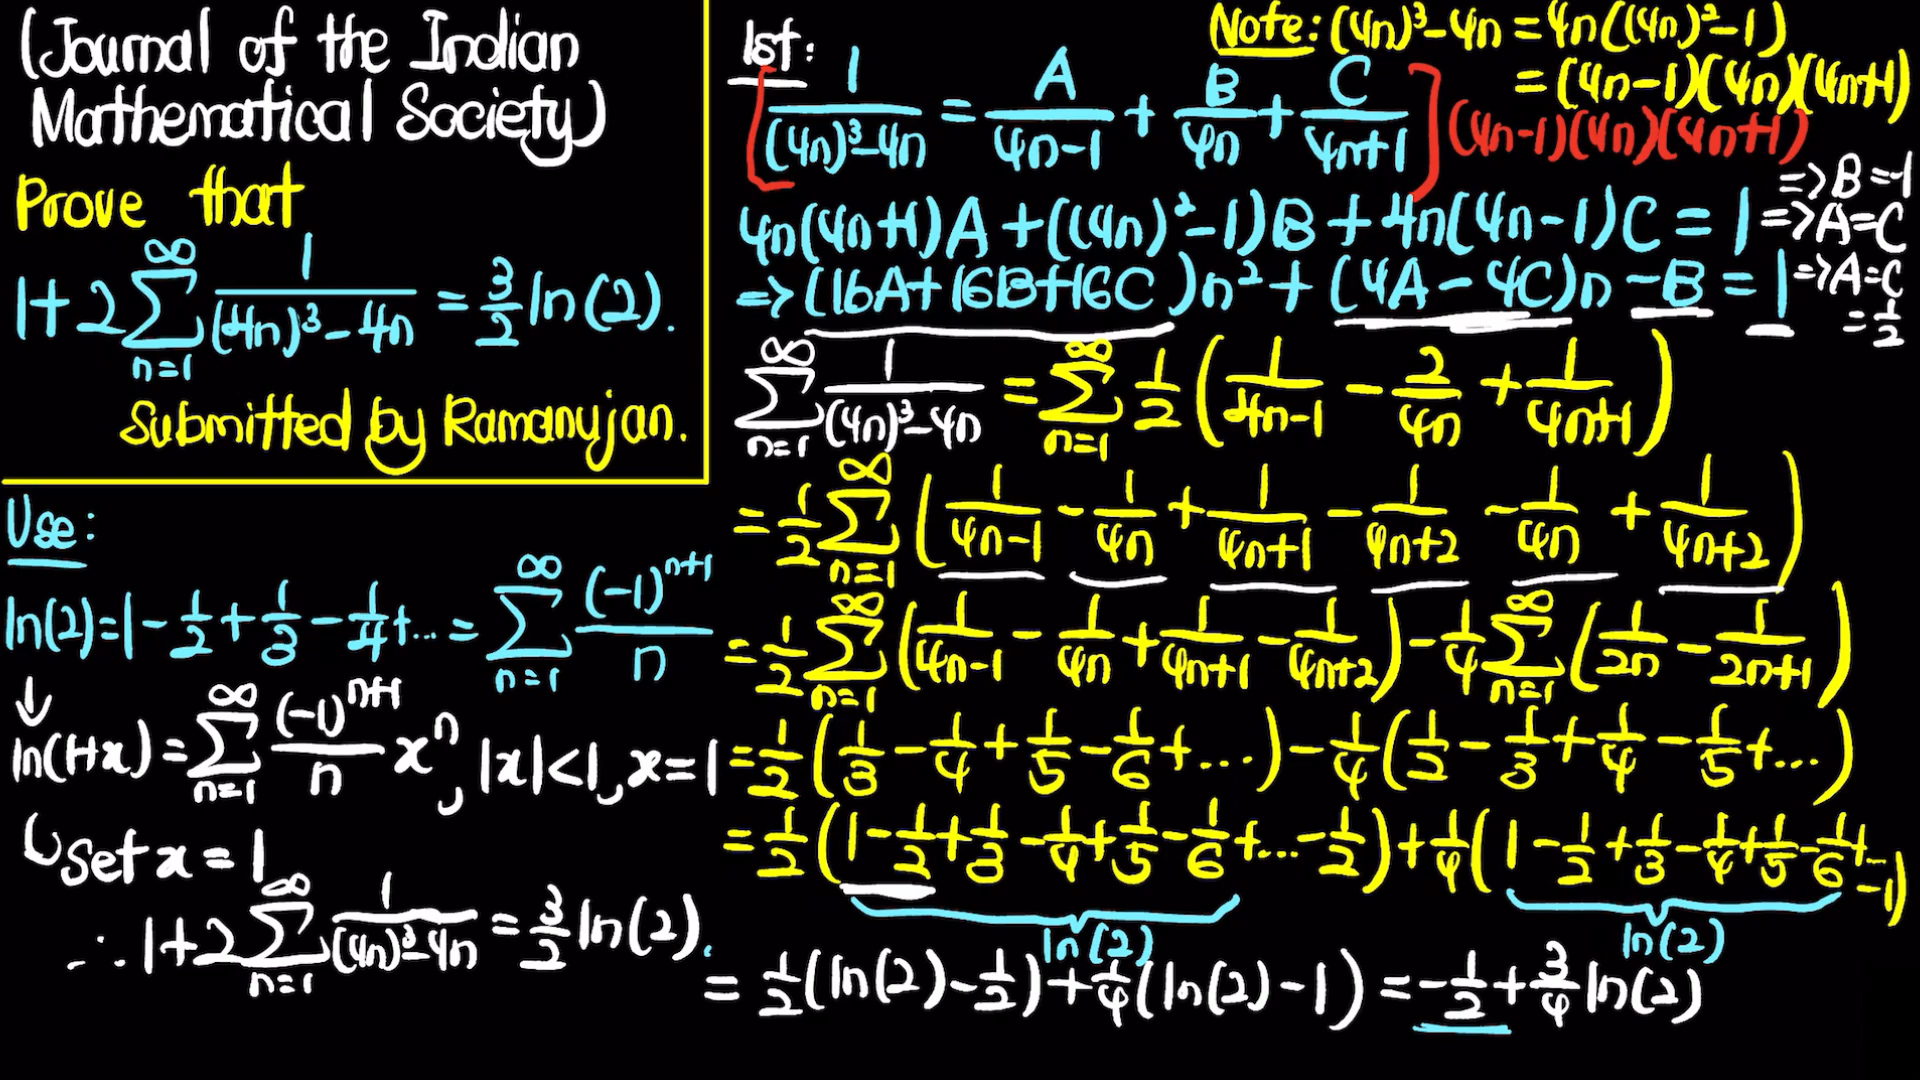 (Journal of the Indian
Mathematical Society)
Prove that
1+2∑_{n=1}^{∞} 1/((4n)³-4n) = 3/2 ln(2).
Submitted by Ramanujan.
Use:
ln(2)=1-1/2+1/3-1/4+... = ∑_{n=1}^{∞} (-1)^{n+1}/n
↓
ln(1+x)=∑_{n=1}^{∞} (-1)^{n+1}/n x^n, |x|<1, x=1
↳ Set x=1
∴ 1+2∑_{n=1}^{∞} 1/((4n)³-4n) = 3/2 ln(2).
Note: (4n)³-4n = 4n((4n)²-1)
= (4n-1)(4n)(4n+1)
1st:
[1/((4n)³-4n) = A/(4n-1) + B/(4n) + C/(4n+1)] (4n-1)(4n)(4n+1)
=> B=-1
4n(4n+1)A+((4n)²-1)B+4n(4n-1)C=1 => A=C
=> (16A+16B+16C)n²+(4A-4C)n-B=1 => A=C
= 1/2
∑_{n=1}^{∞} 1/((4n)³-4n) = ∑_{n=1}^{∞} 1/2 (1/(4n-1) - 2/(4n) + 1/(4n+1))
= 1/2 ∑_{n=1}^{∞} (1/(4n-1) - 1/(4n) + 1/(4n+1) - 1/(4n+2) - 1/(4n) + 1/(4n+2))
= 1/2 ∑_{n=1}^{∞} (1/(4n-1) - 1/(4n) + 1/(4n+1) - 1/(4n+2)) - 1/4 ∑_{n=1}^{∞} (1/(2n) - 1/(2n+1))
= 1/2 (1/3 - 1/4 + 1/5 - 1/6 + ...) - 1/4 (1/2 - 1/3 + 1/4 - 1/5 + ...)
= 1/2 (1 - 1/2 + 1/3 - 1/4 + 1/5 - 1/6 + ... - 1/2) + 1/4 (1 - 1/2 + 1/3 - 1/4 + 1/5 - 1/6 + ... - 1)
ln(2) ln(2)
= 1/2 (ln(2) - 1/2) + 1/4 (ln(2) - 1) = -1/2 + 3/4 ln(2)